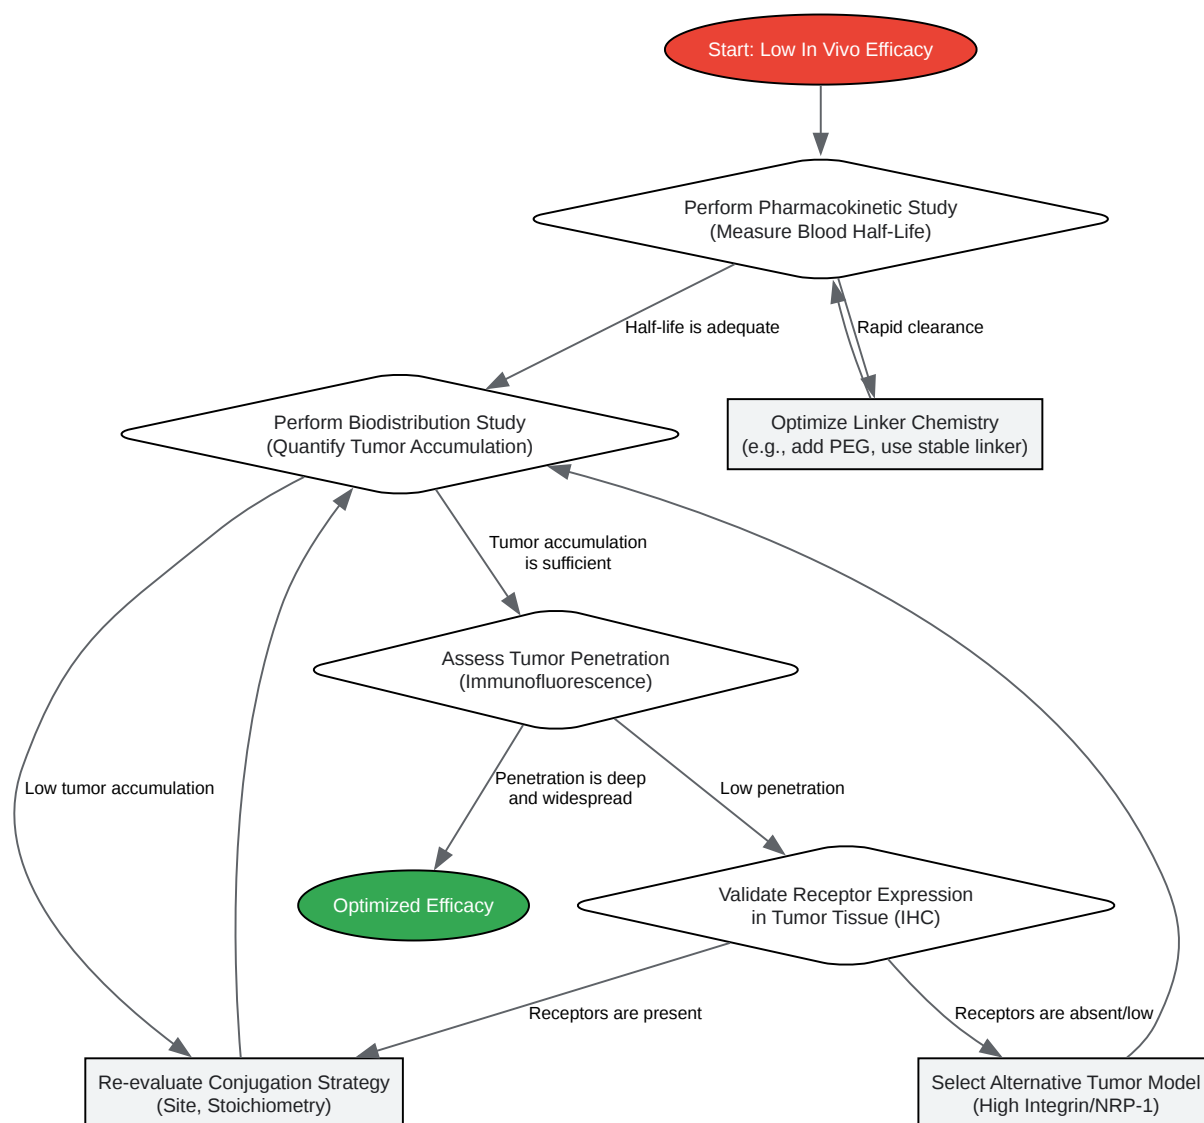 Start: Low In Vivo Efficacy
Perform Pharmacokinetic Study
(Measure Blood Half-Life)
Half-life is adequate
Rapid clearance
Perform Biodistribution Study
(Quantify Tumor Accumulation)
Optimize Linker Chemistry
(e.g., add PEG, use stable linker)
Tumor accumulation
is sufficient
Assess Tumor Penetration
(Immunofluorescence)
Low tumor accumulation
Penetration is deep
and widespread
Low penetration
Optimized Efficacy
Validate Receptor Expression
in Tumor Tissue (IHC)
Receptors are present
Receptors are absent/low
Re-evaluate Conjugation Strategy
(Site, Stoichiometry)
Select Alternative Tumor Model
(High Integrin/NRP-1)